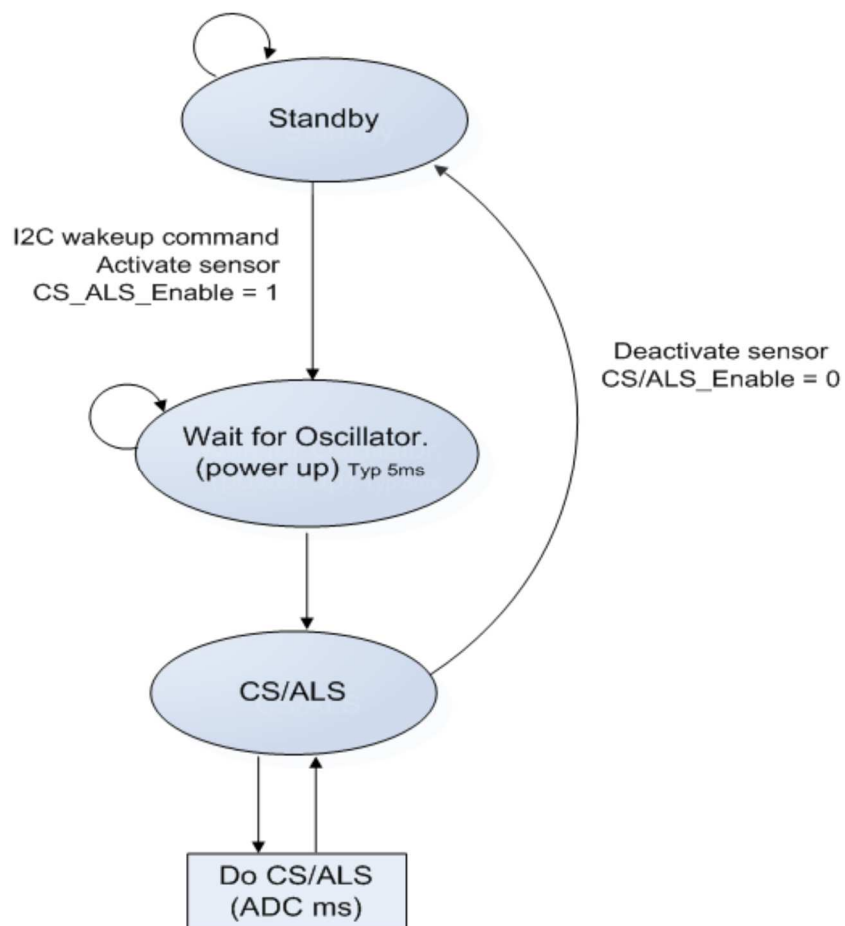 Standby
I2C wakeup command
Activate sensor
CS_ALS_Enable = 1
Deactivate sensor
CS/ALS_Enable = 0
Wait for Oscillator.
(power up) Typ 5ms
CS/ALS
Do CS/ALS
(ADC ms)